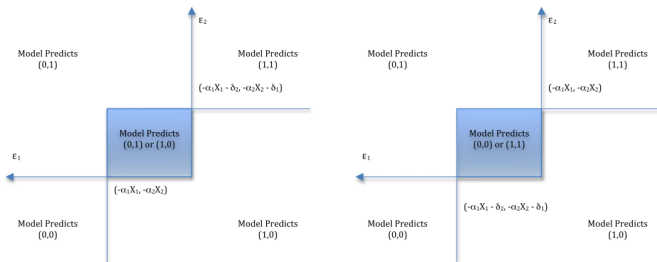 ε₂
Model Predicts
(0,1)
Model Predicts
(1,1)
(-α₁X₁ - δ₂, -α₂X₂ - δ₁)
Model Predicts
(0,1) or (1,0)
ε₁
(-α₁X₁, -α₂X₂)
Model Predicts
(0,0)
Model Predicts
(1,0)
ε₂
Model Predicts
(0,1)
Model Predicts
(1,1)
(-α₁X₁, -α₂X₂)
Model Predicts
(0,0) or (1,1)
ε₁
(-α₁X₁ - δ₂, -α₂X₂ - δ₁)
Model Predicts
(0,0)
Model Predicts
(1,0)